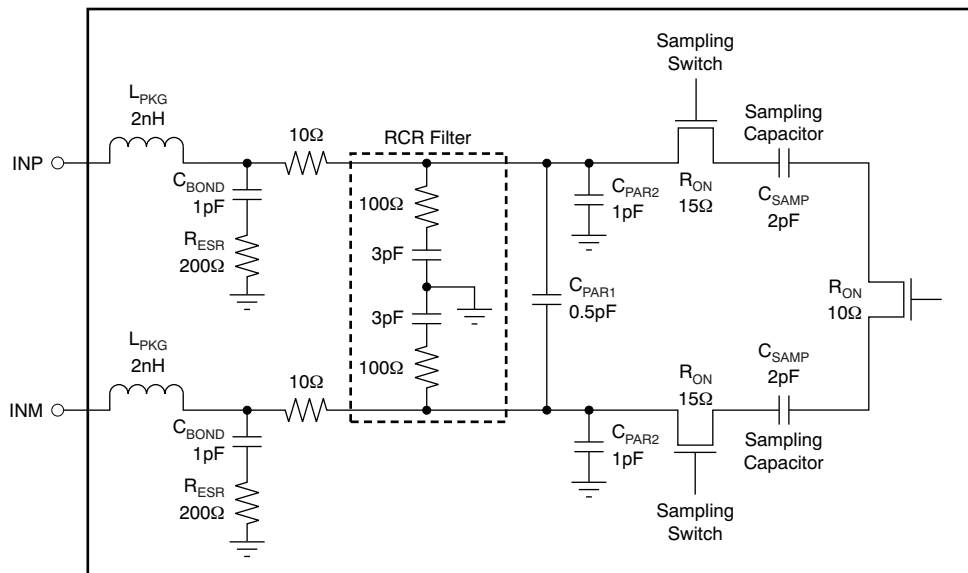 Sampling
Switch
L_PKG
2nH
Sampling
Capacitor
10Ω
RCR Filter
INP
C_BOND
1pF
R_ESR
200Ω
100Ω
3pF
C_PAR2
1pF
R_ON
15Ω
C_SAMP
2pF
C_PAR1
0.5pF
R_ON
10Ω
3pF
100Ω
L_PKG
2nH
10Ω
R_ON
15Ω
C_SAMP
2pF
INM
C_BOND
1pF
R_ESR
200Ω
C_PAR2
1pF
Sampling
Capacitor
Sampling
Switch